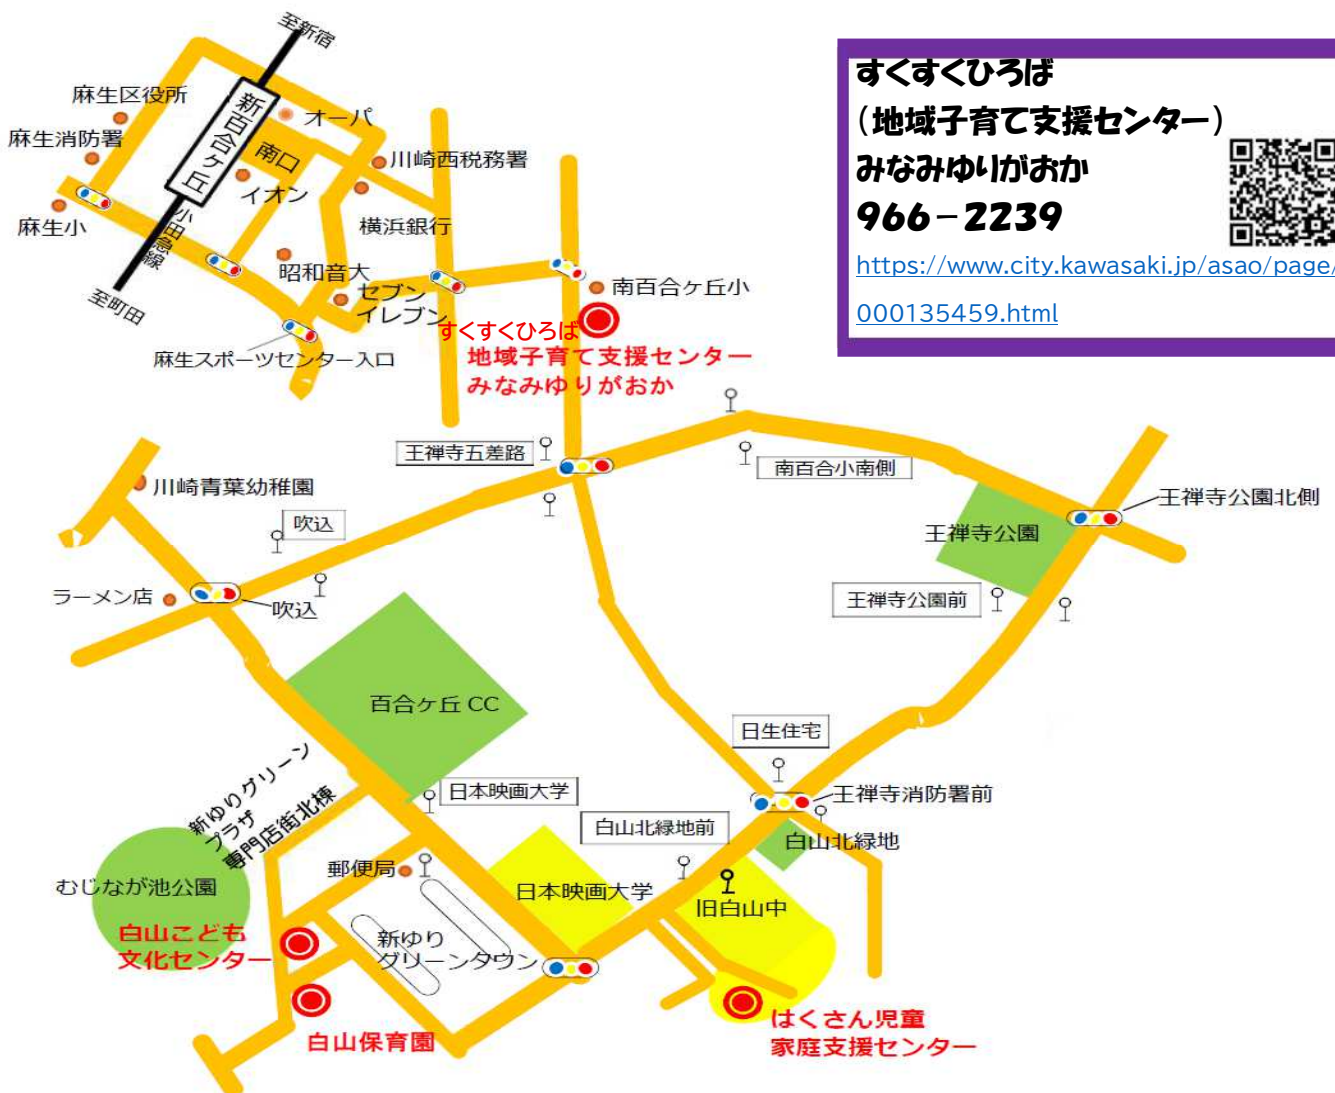 至新宿
麻生区役所
麻生消防署
新百合ケ丘
オーパ
南口
イオン
川崎西税務署
麻生小
小田急線
横浜銀行
昭和音大
至町田
セブン
イレブン
麻生スポーツセンター入口
南百合ヶ丘小
すくすくひろば
地域子育て支援センター
みなみゆりがおか
すくすくひろば
(地域子育て支援センター)
みなみゆりがおか
966-2239
https://www.city.kawasaki.jp/asao/page/
000135459.html
王禅寺五差路
南百合小南側
川崎青葉幼稚園
王禅寺公園北側
吹込
王禅寺公園
ラーメン店
吹込
王禅寺公園前
百合ヶ丘 CC
日生住宅
新ゆりグリーン
プラザ
専門店街北棟
日本映画大学
王禅寺消防署前
白山北緑地前
白山北緑地
郵便局
むじなが池公園
日本映画大学
旧白山中
白山こども
文化センター
新ゆり
グリーンタウン
白山保育園
はくさん児童
家庭支援センター